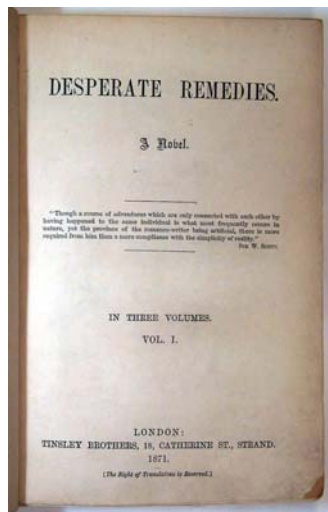 DESPERATE REMEDIES.
A Novel.
"Though a course of adventures which are only connected with each other by
having happened to the same individual is what most frequently occurs in
nature, yet the province of the romance-writer being artificial, there is more
required from him than a mere compliance with the simplicity of reality."
SIR W. SCOTT.
IN THREE VOLUMES.
VOL. I.
LONDON:
TINSLEY BROTHERS, 18, CATHERINE ST., STRAND.
1871.
[The Right of Translation is Reserved.]